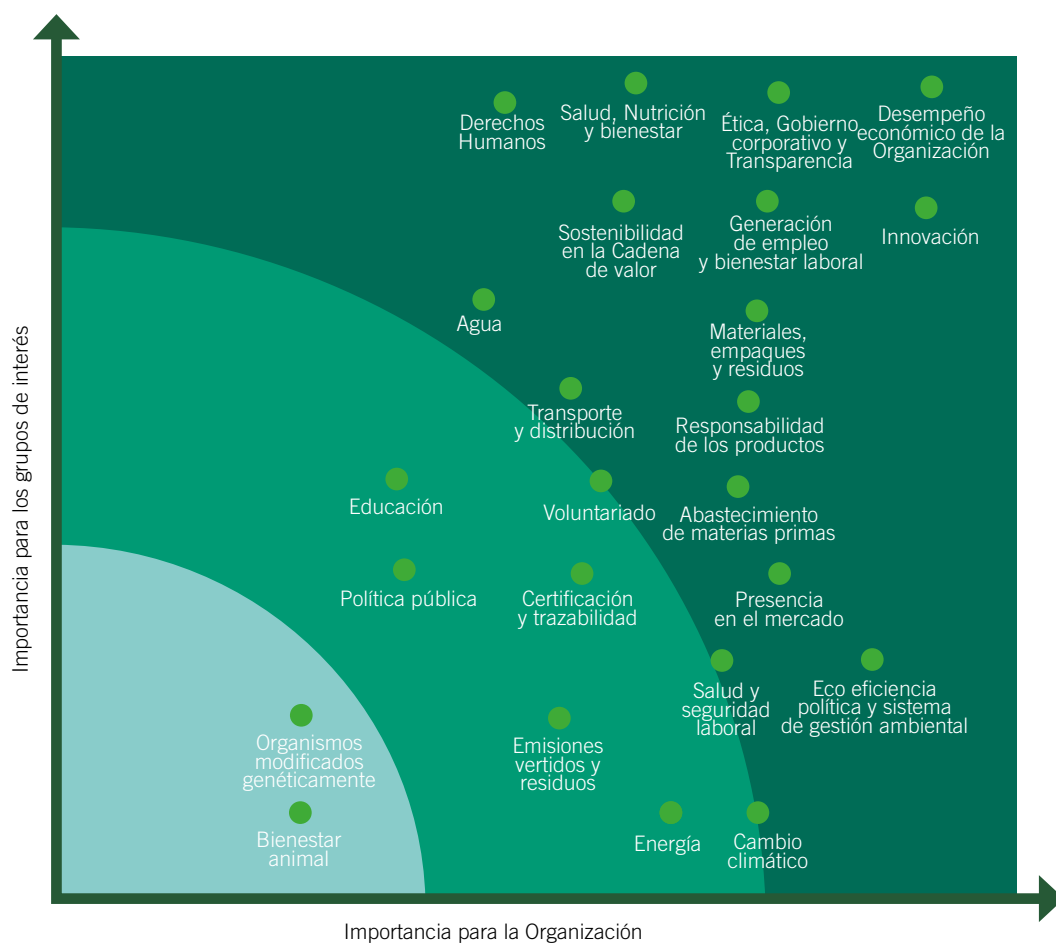 Importancia para los grupos de interés
Derechos
Humanos
Salud, Nutrición
y bienestar
Ética, Gobierno
corporativo y
Transparencia
Desempeño
económico de la
Organización
Sostenibilidad
en la Cadena
de valor
Generación
de empleo
y bienestar laboral
Innovación
Agua
Materiales,
empaques
y residuos
Transporte
y distribución
Responsabilidad
de los productos
Educación
Voluntariado
Abastecimiento
de materias primas
Política pública
Certificación
y trazabilidad
Presencia
en el mercado
Salud y
seguridad
laboral
Eco eficiencia
política y sistema
de gestión ambiental
Organismos
modificados
genéticamente
Emisiones
vertidos y
residuos
Bienestar
animal
Energía
Cambio
climático
Importancia para la Organización